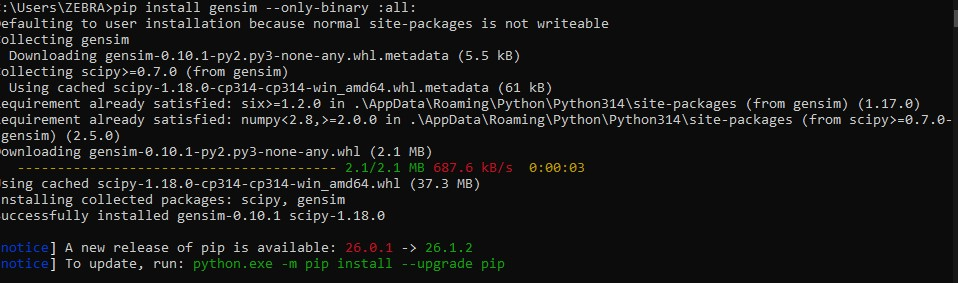 :\Users\ZEBRA>pip install gensim --only-binary :all:
Defaulting to user installation because normal site-packages is not writeable
ollecting gensim
Downloading gensim-0.10.1-py2.py3-none-any.whl.metadata (5.5 kB)
ollecting scipy>=0.7.0 (from gensim)
Using cached scipy-1.18.0-cp314-cp314-win_amd64.whl.metadata (61 kB)
equirement already satisfied: six>=1.2.0 in .\AppData\Roaming\Python\Python314\site-packages (from gensim) (1.17.0)
equirement already satisfied: numpy<2.8,>=2.0.0 in .\AppData\Roaming\Python\Python314\site-packages (from scipy>=0.7.0-
gensim) (2.5.0)
ownloading gensim-0.10.1-py2.py3-none-any.whl (2.1 MB)
---------------------------------------- 2.1/2.1 MB 687.6 kB/s 0:00:03
sing cached scipy-1.18.0-cp314-cp314-win_amd64.whl (37.3 MB)
nstalling collected packages: scipy, gensim
uccessfully installed gensim-0.10.1 scipy-1.18.0
notice] A new release of pip is available: 26.0.1 -> 26.1.2
notice] To update, run: python.exe -m pip install --upgrade pip